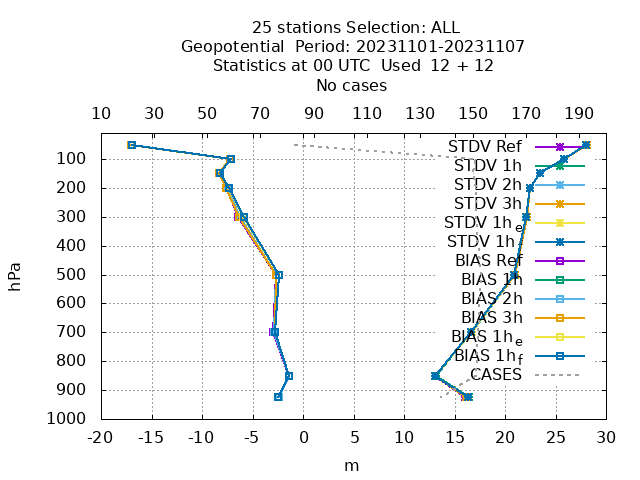 25 stations Selection: ALL
Geopotential  Period: 20231101-20231107
Statistics at 00 UTC  Used  12 + 12
No cases
10 30 50 70 90 110 130 150 170 190
STDV Ref
STDV 1h
STDV 2h
STDV 3h
STDV 1he
STDV 1hf
BIAS Ref
BIAS 1h
BIAS 2h
BIAS 3h
BIAS 1he
BIAS 1hf
CASES
hPa
100
200
300
400
500
600
700
800
900
1000
-20 -15 -10 -5 0 5 10 15 20 25 30
m